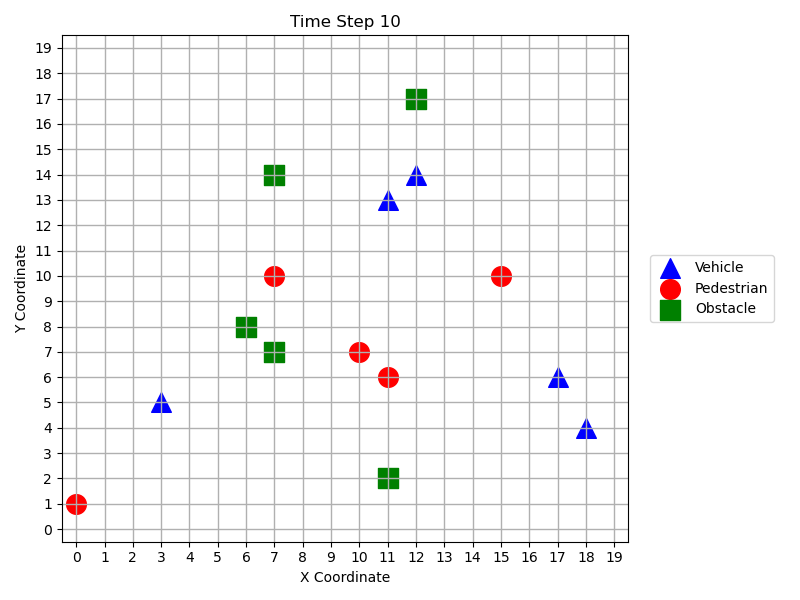 Time Step 10
Y Coordinate
19
18
17
16
15
14
13
12
11
10
9
8
7
6
5
4
3
2
1
0
0 1 2 3 4 5 6 7 8 9 10 11 12 13 14 15 16 17 18 19
X Coordinate
Vehicle
Pedestrian
Obstacle